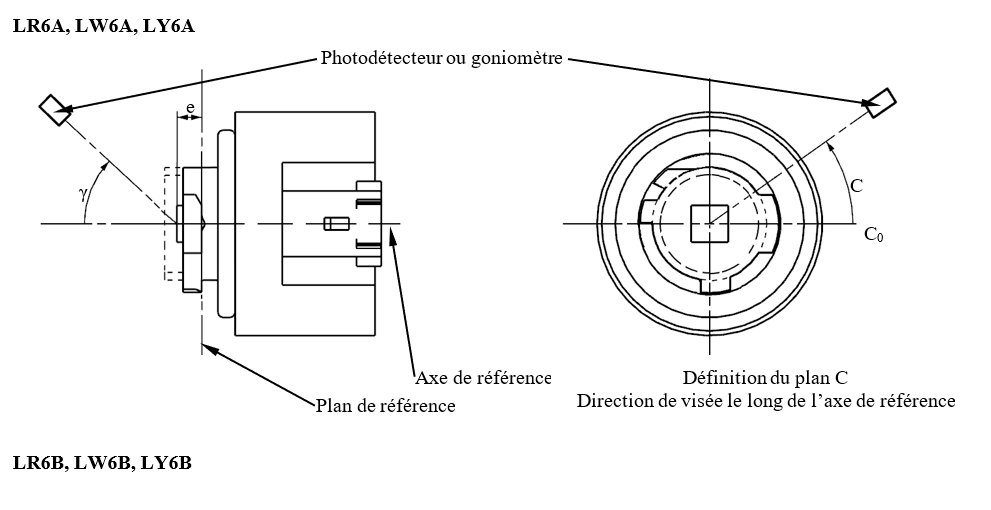 LR6A, LW6A, LY6A
Photodétecteur ou goniomètre
e
γ
C
C₀
Axe de référence
Plan de référence
Définition du plan C
Direction de visée le long de l’axe de référence
LR6B, LW6B, LY6B